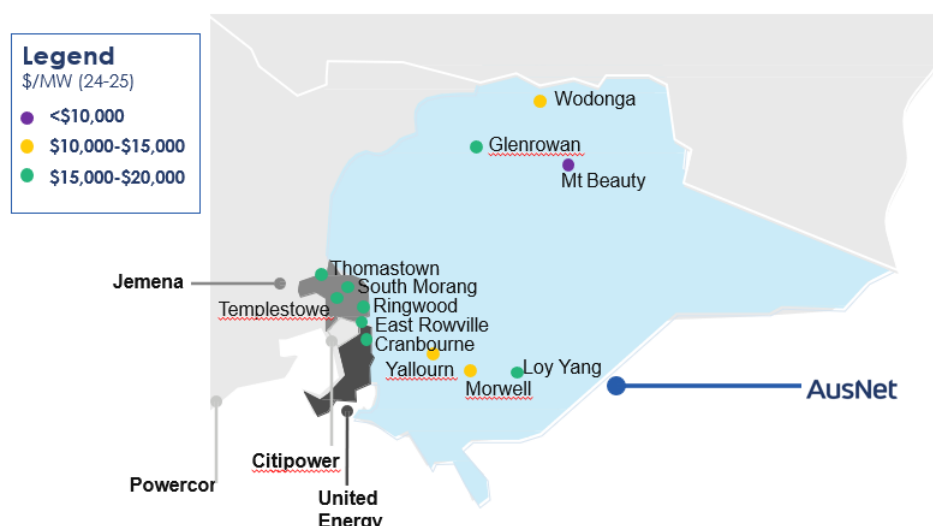 Legend
$/MW (24-25)
<$10,000
$10,000-$15,000
$15,000-$20,000
Wodonga
Glenrowan
Mt Beauty
Thomastown
Jemena
South Morang
Templestowe
Ringwood
East Rowville
Cranbourne
Yallourn
Loy Yang
Morwell
AusNet
Citipower
Powercor
United
Energy